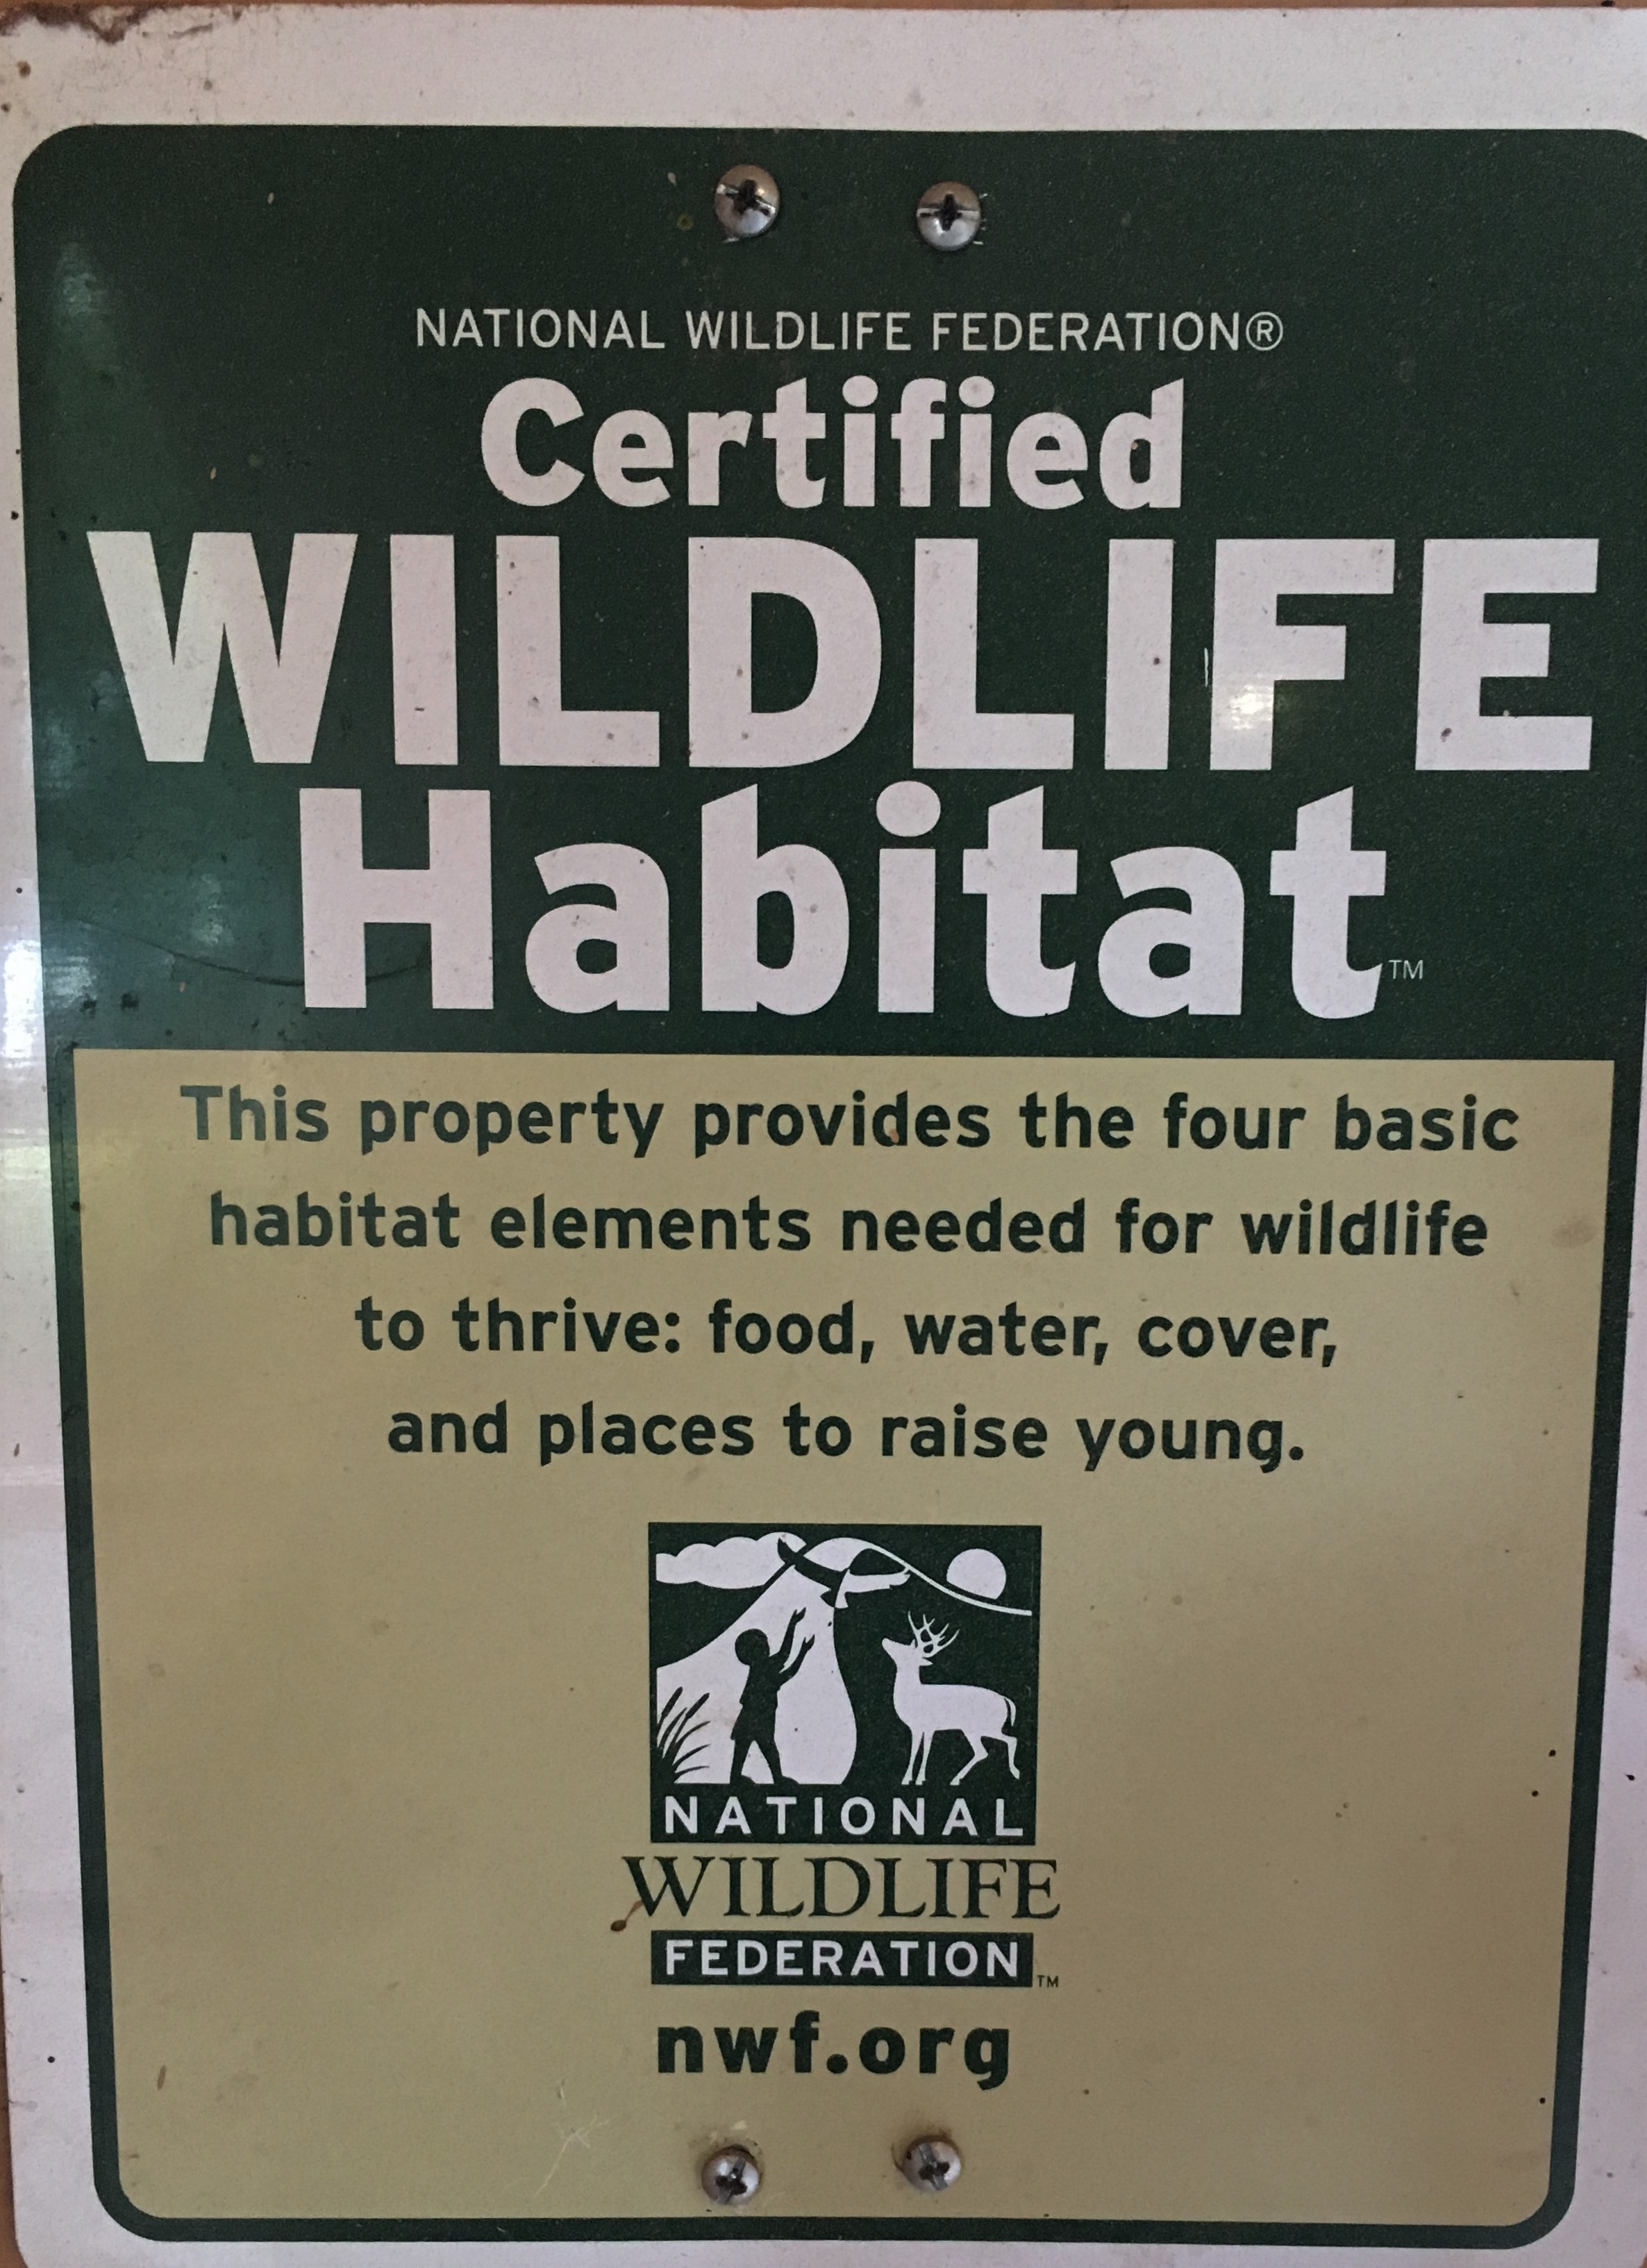 NATIONAL WILDLIFE FEDERATION®
Certified
WILDLIFE
Habitat™
This property provides the four basic
habitat elements needed for wildlife
to thrive: food, water, cover,
and places to raise young.
NATIONAL
WILDLIFE
FEDERATION™
nwf.org